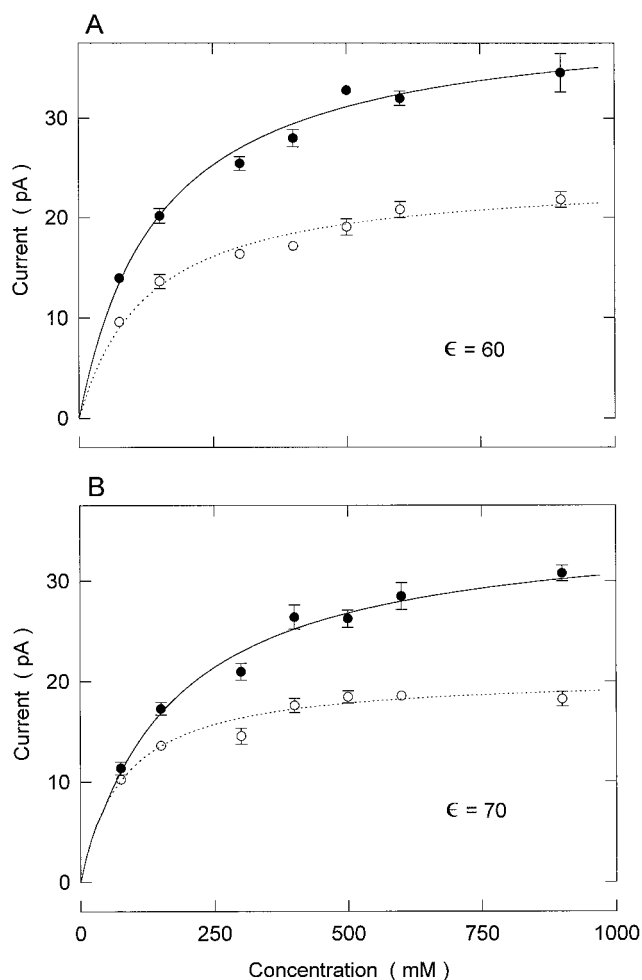 A
30
20
10
0
Current ( pA )
ϵ = 60
B
30
20
10
0
Current ( pA )
ϵ = 70
0 250 500 750 1000
Concentration ( mM )